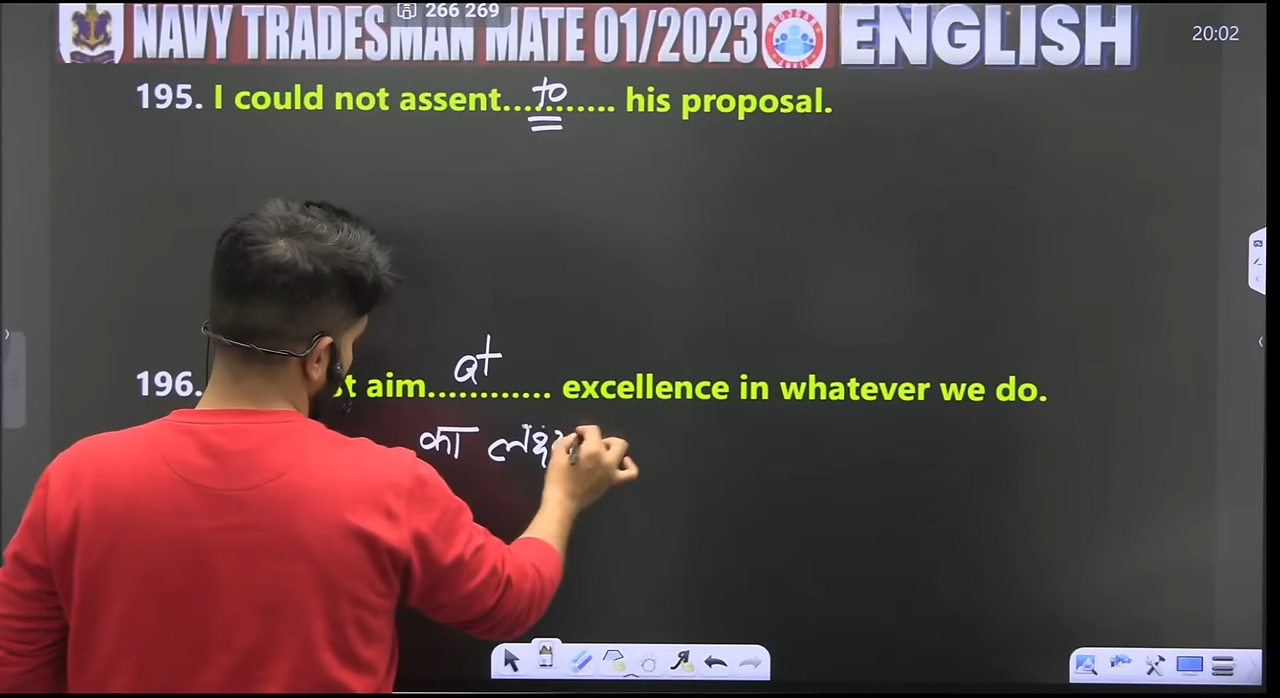 266 269
NAVY TRADESMAN MATE 01/2023 ENGLISH
20:02
195. I could not assent....to........ his proposal.
at
196. t aim............ excellence in whatever we do.
का